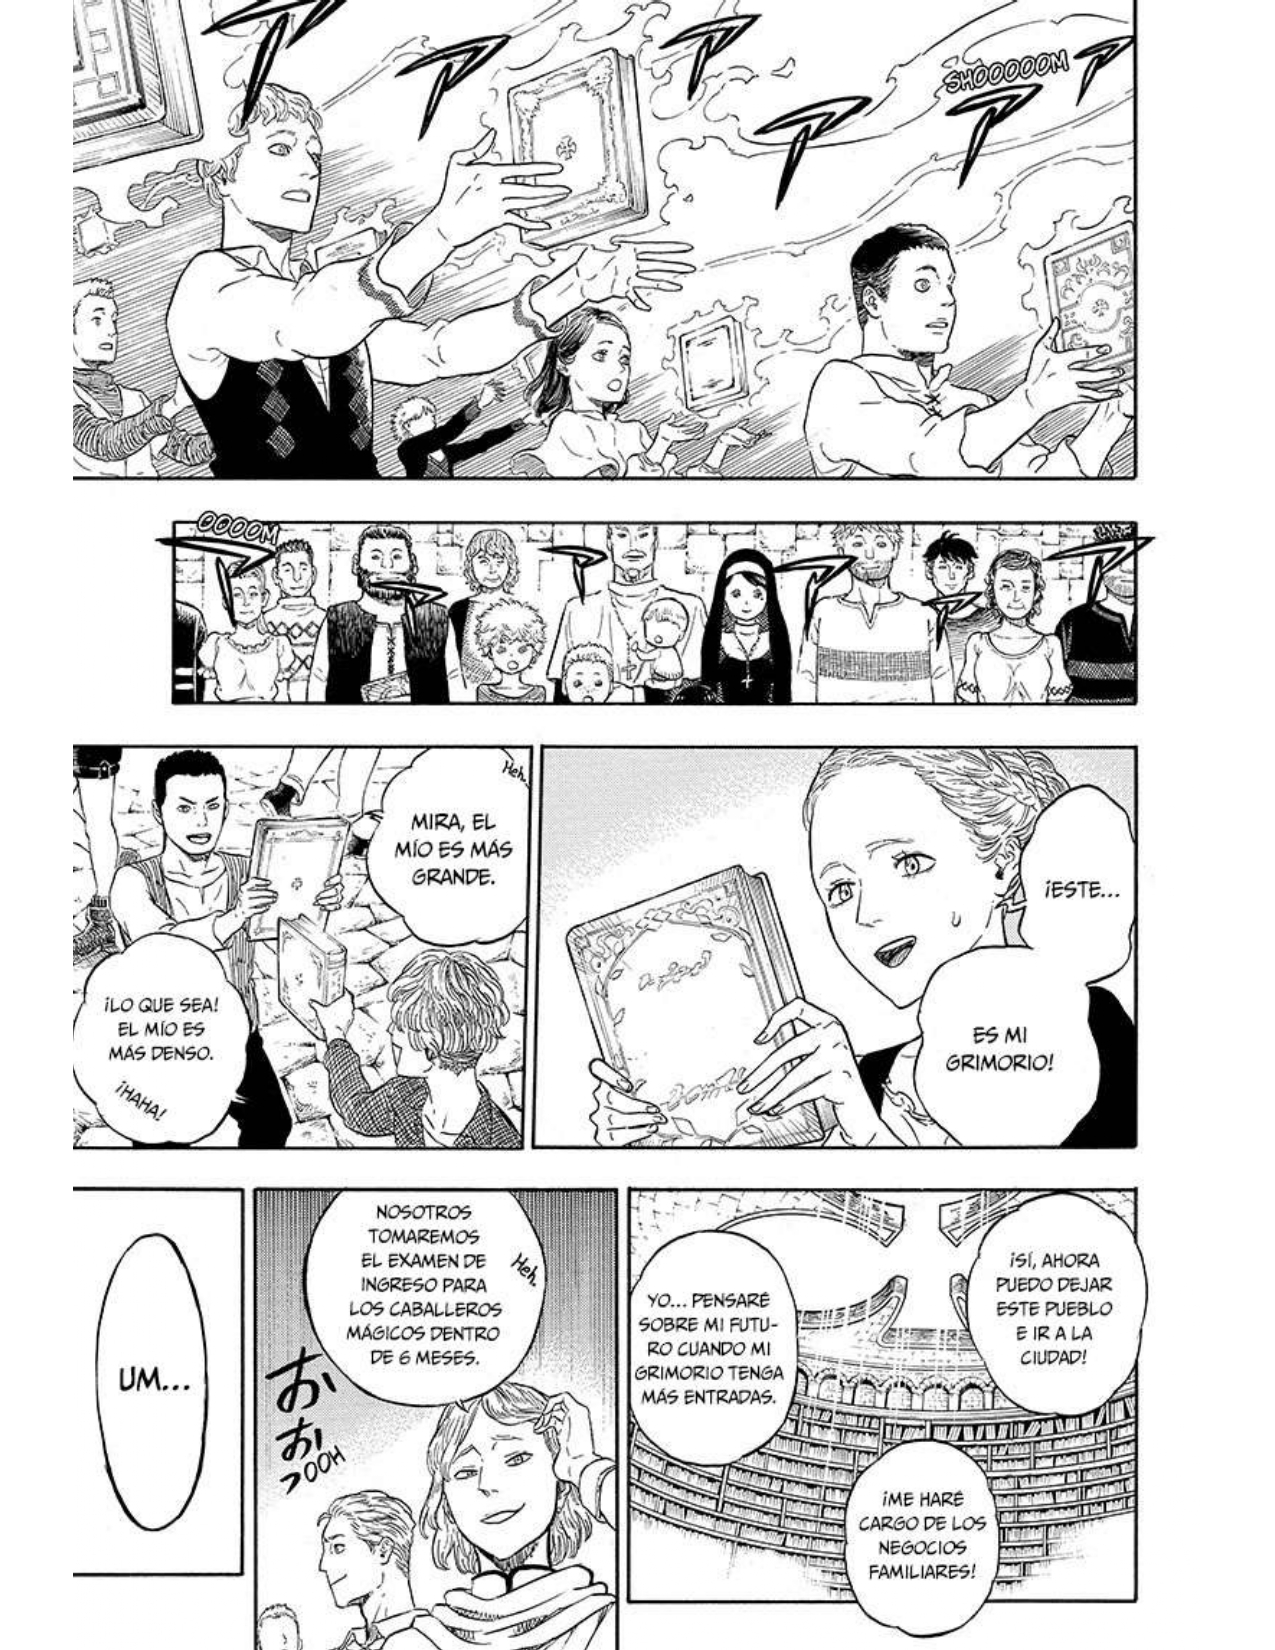 SHOOOOOM
OOOOM
¡ESTE...
ES MI
GRIMORIO!
Heh.
MIRA, EL
MÍO ES MÁS
GRANDE.
¡LO QUE SEA!
EL MÍO ES
MÁS DENSO.
¡HAHA!
¡SÍ, AHORA
PUEDO DEJAR
ESTE PUEBLO
E IR A LA
CIUDAD!
YO... PENSARÉ
SOBRE MI FUTU-
RO CUANDO MI
GRIMORIO TENGA
MÁS ENTRADAS.
¡ME HARÉ
CARGO DE LOS
NEGOCIOS
FAMILIARES!
NOSOTROS
TOMAREMOS
EL EXAMEN DE
INGRESO PARA
LOS CABALLEROS
MÁGICOS DENTRO
DE 6 MESES.
Heh.
おおっ
OOH
UM...